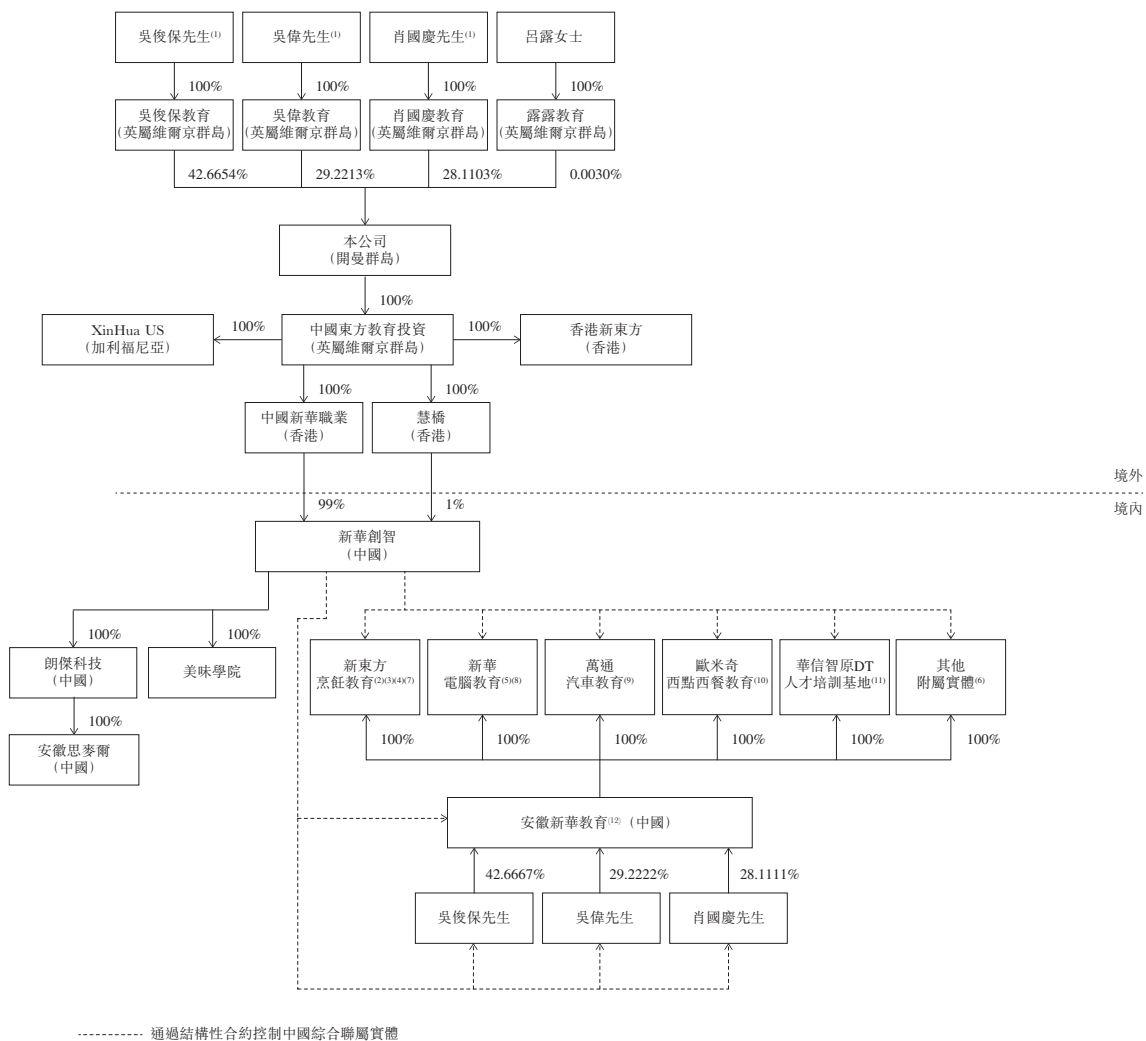 吳俊保先生(1)
吳偉先生(1)
肖國慶先生(1)
呂露女士
100%
100%
100%
100%
吳俊保教育
(英屬維爾京群島)
吳偉教育
(英屬維爾京群島)
肖國慶教育
(英屬維爾京群島)
露露教育
(英屬維爾京群島)
42.6654%
29.2213%
28.1103%
0.0030%
本公司
(開曼群島)
100%
XinHua US
(加利福尼亞)
100%
中國東方教育投資
(英屬維爾京群島)
100%
香港新東方
(香港)
100%
100%
中國新華職業
(香港)
慧橋
(香港)
境外
99%
1%
境內
新華創智
(中國)
100%
100%
朗傑科技
(中國)
美味學院
新東方
烹飪教育(2)(3)(4)(7)
新華
電腦教育(5)(8)
萬通
汽車教育(9)
歐米奇
西點西餐教育(10)
華信智原DT
人才培訓基地(11)
其他
附屬實體(6)
100%
安徽思麥爾
(中國)
100%
100%
100%
100%
100%
100%
安徽新華教育(12)(中國)
42.6667%
29.2222%
28.1111%
吳俊保先生
吳偉先生
肖國慶先生
通過結構性合約控制中國綜合聯屬實體